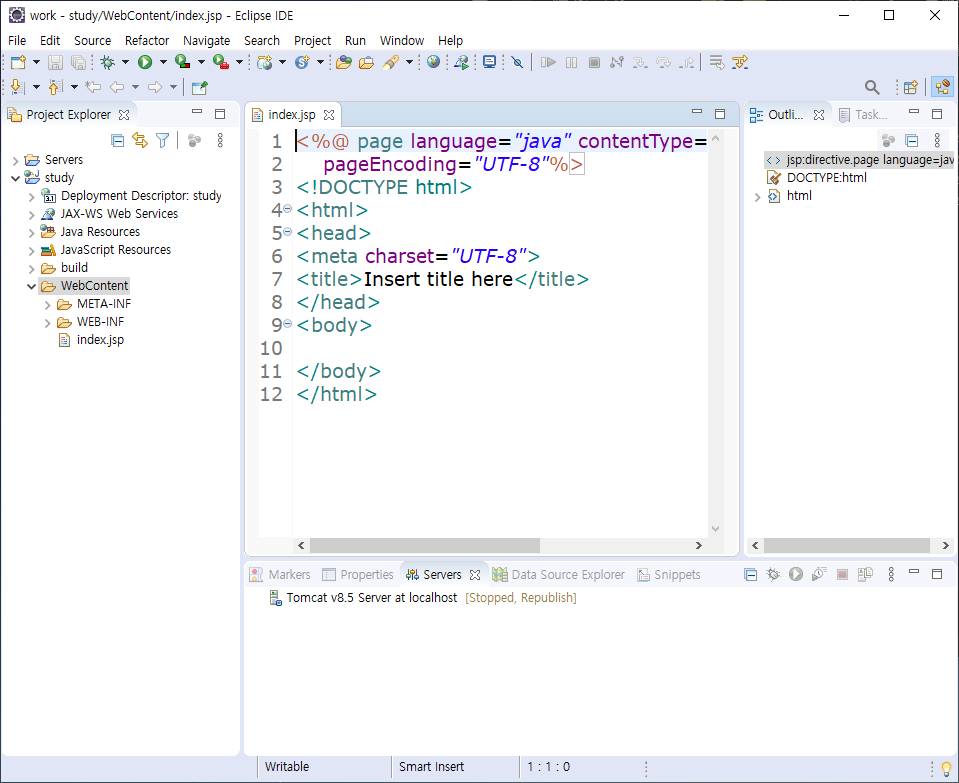 work - study/WebContent/index.jsp - Eclipse IDE
File Edit Source Refactor Navigate Search Project Run Window Help
Project Explorer
Servers
study
Deployment Descriptor: study
JAX-WS Web Services
Java Resources
JavaScript Resources
build
WebContent
META-INF
WEB-INF
index.jsp
index.jsp
1 <%@ page language="java" contentType=
2 pageEncoding="UTF-8"%>
3 <!DOCTYPE html>
4 <html>
5 <head>
6 <meta charset="UTF-8">
7 <title>Insert title here</title>
8 </head>
9 <body>
10
11 </body>
12 </html>
Outli... Task...
jsp:directive.page language=jav
DOCTYPE:html
html
Markers Properties Servers Data Source Explorer Snippets
Tomcat v8.5 Server at localhost [Stopped, Republish]
Writable Smart Insert 1 : 1 : 0